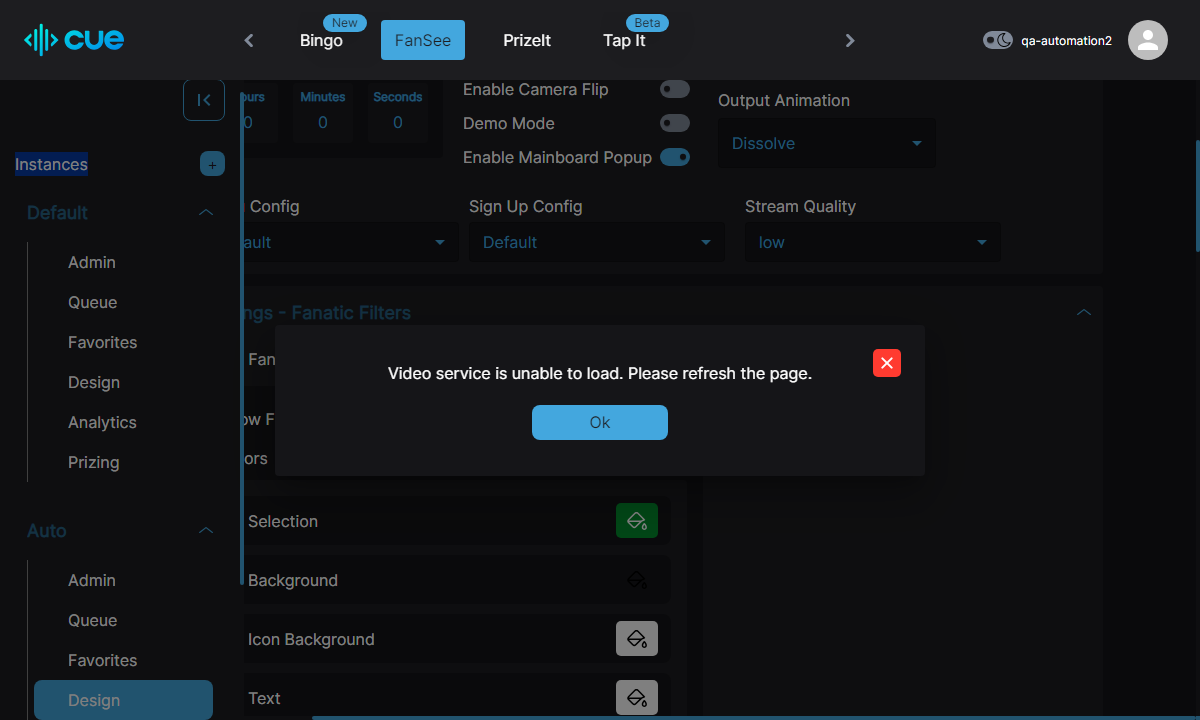 cue
New
Bingo
FanSee
PrizeIt
Beta
Tap It
qa-automation2
Instances
+
Default
Admin
Queue
Favorites
Design
Analytics
Prizing
Auto
Admin
Queue
Favorites
Design
ours
Minutes
Seconds
0
0
0
Enable Camera Flip
Demo Mode
Enable Mainboard Popup
Output Animation
Dissolve
Config
ault
Sign Up Config
Default
Stream Quality
low
ngs - Fanatic Filters
Fan
ow F
ors
Video service is unable to load. Please refresh the page.
Ok
Selection
Background
Icon Background
Text